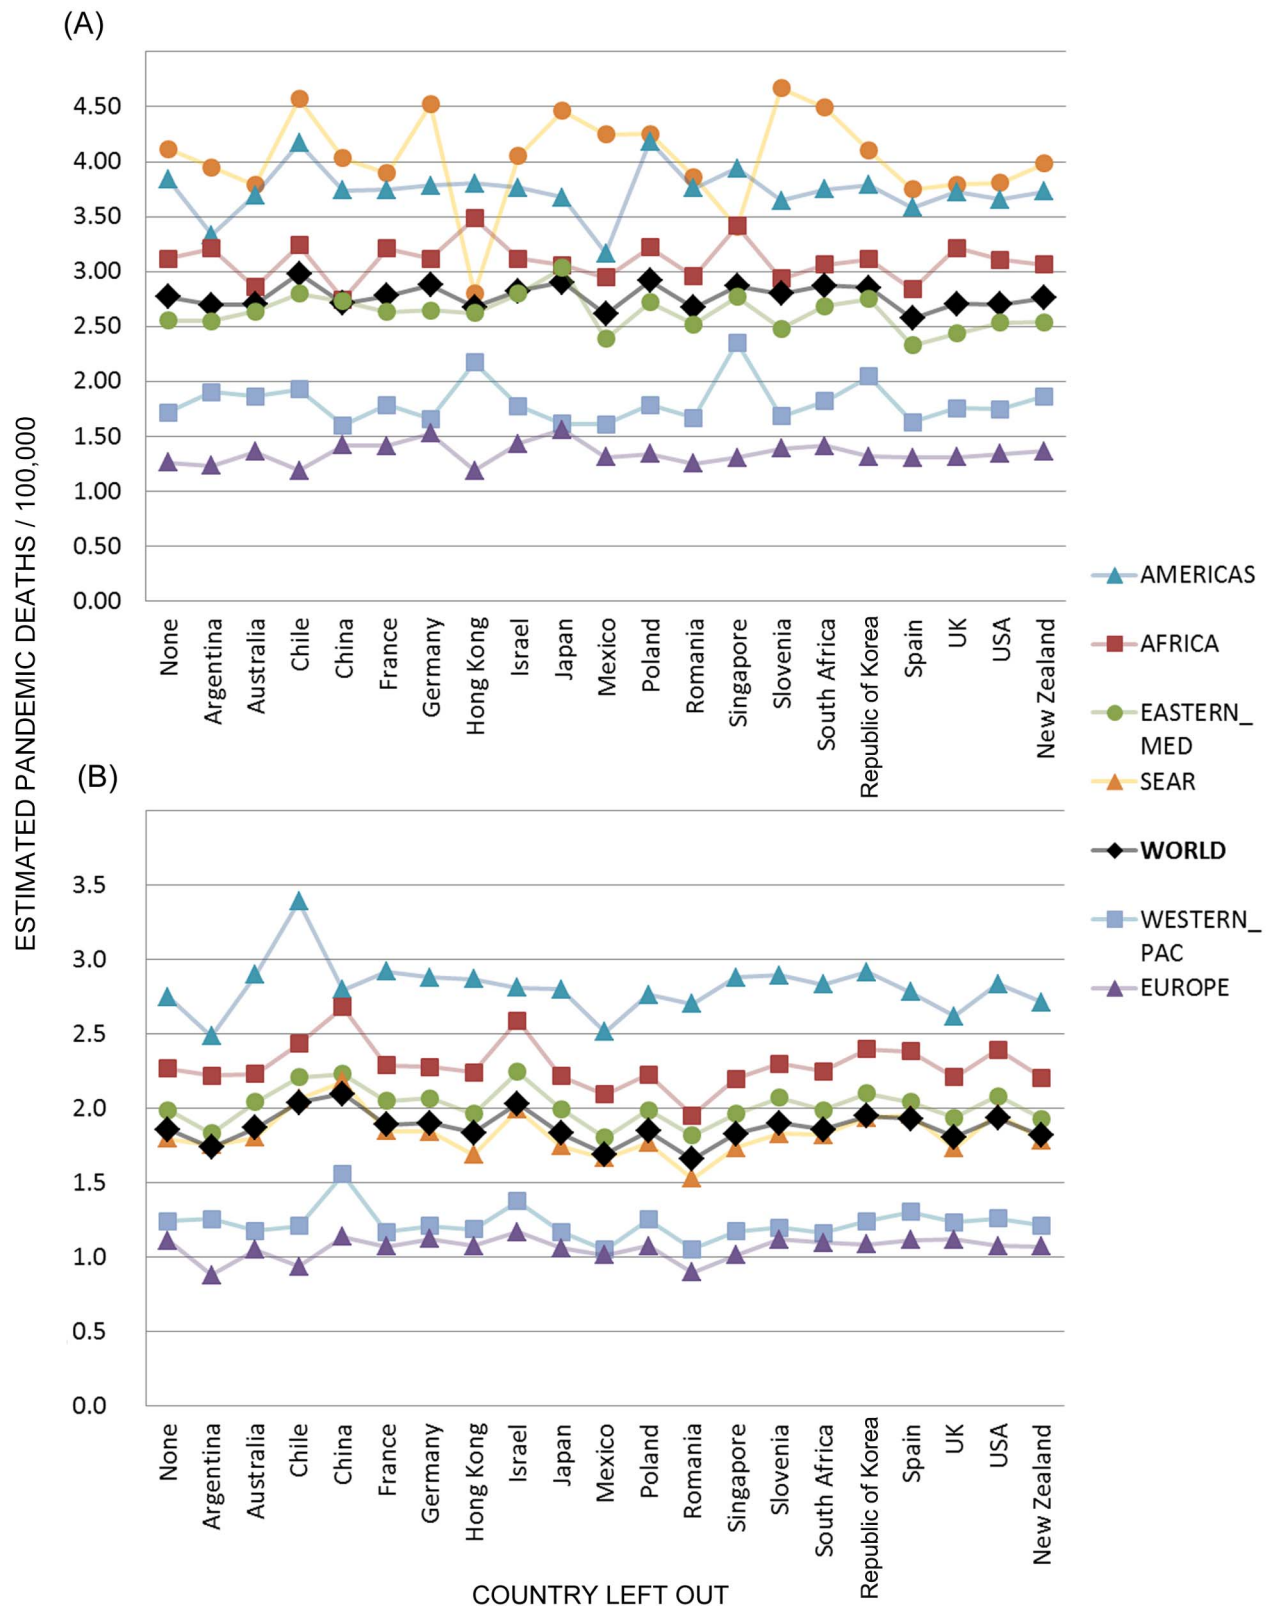 (A)
ESTIMATED PANDEMIC DEATHS / 100,000
4.50
4.00
3.50
3.00
2.50
2.00
1.50
1.00
0.50
0.00
None
Argentina
Australia
Chile
China
France
Germany
Hong Kong
Israel
Japan
Mexico
Poland
Romania
Singapore
Slovenia
South Africa
Republic of Korea
Spain
UK
USA
New Zealand
AMERICAS
AFRICA
EASTERN_
MED
SEAR
WORLD
WESTERN_
PAC
EUROPE
(B)
3.5
3.0
2.5
2.0
1.5
1.0
0.5
0.0
None
Argentina
Australia
Chile
China
France
Germany
Hong Kong
Israel
Japan
Mexico
Poland
Romania
Singapore
Slovenia
South Africa
Republic of Korea
Spain
UK
USA
New Zealand
COUNTRY LEFT OUT